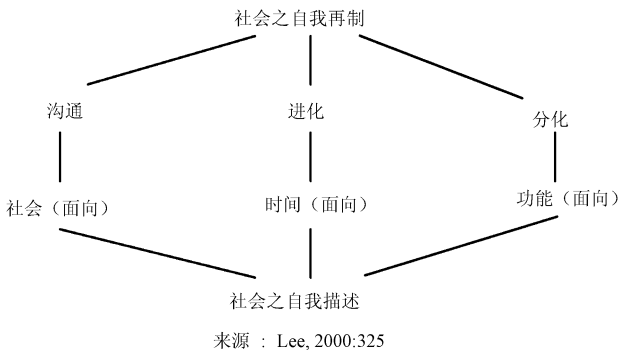 社会之自我再制
沟通 进化 分化
社会（面向） 时间（面向） 功能（面向）
社会之自我描述
来源 : Lee, 2000:325